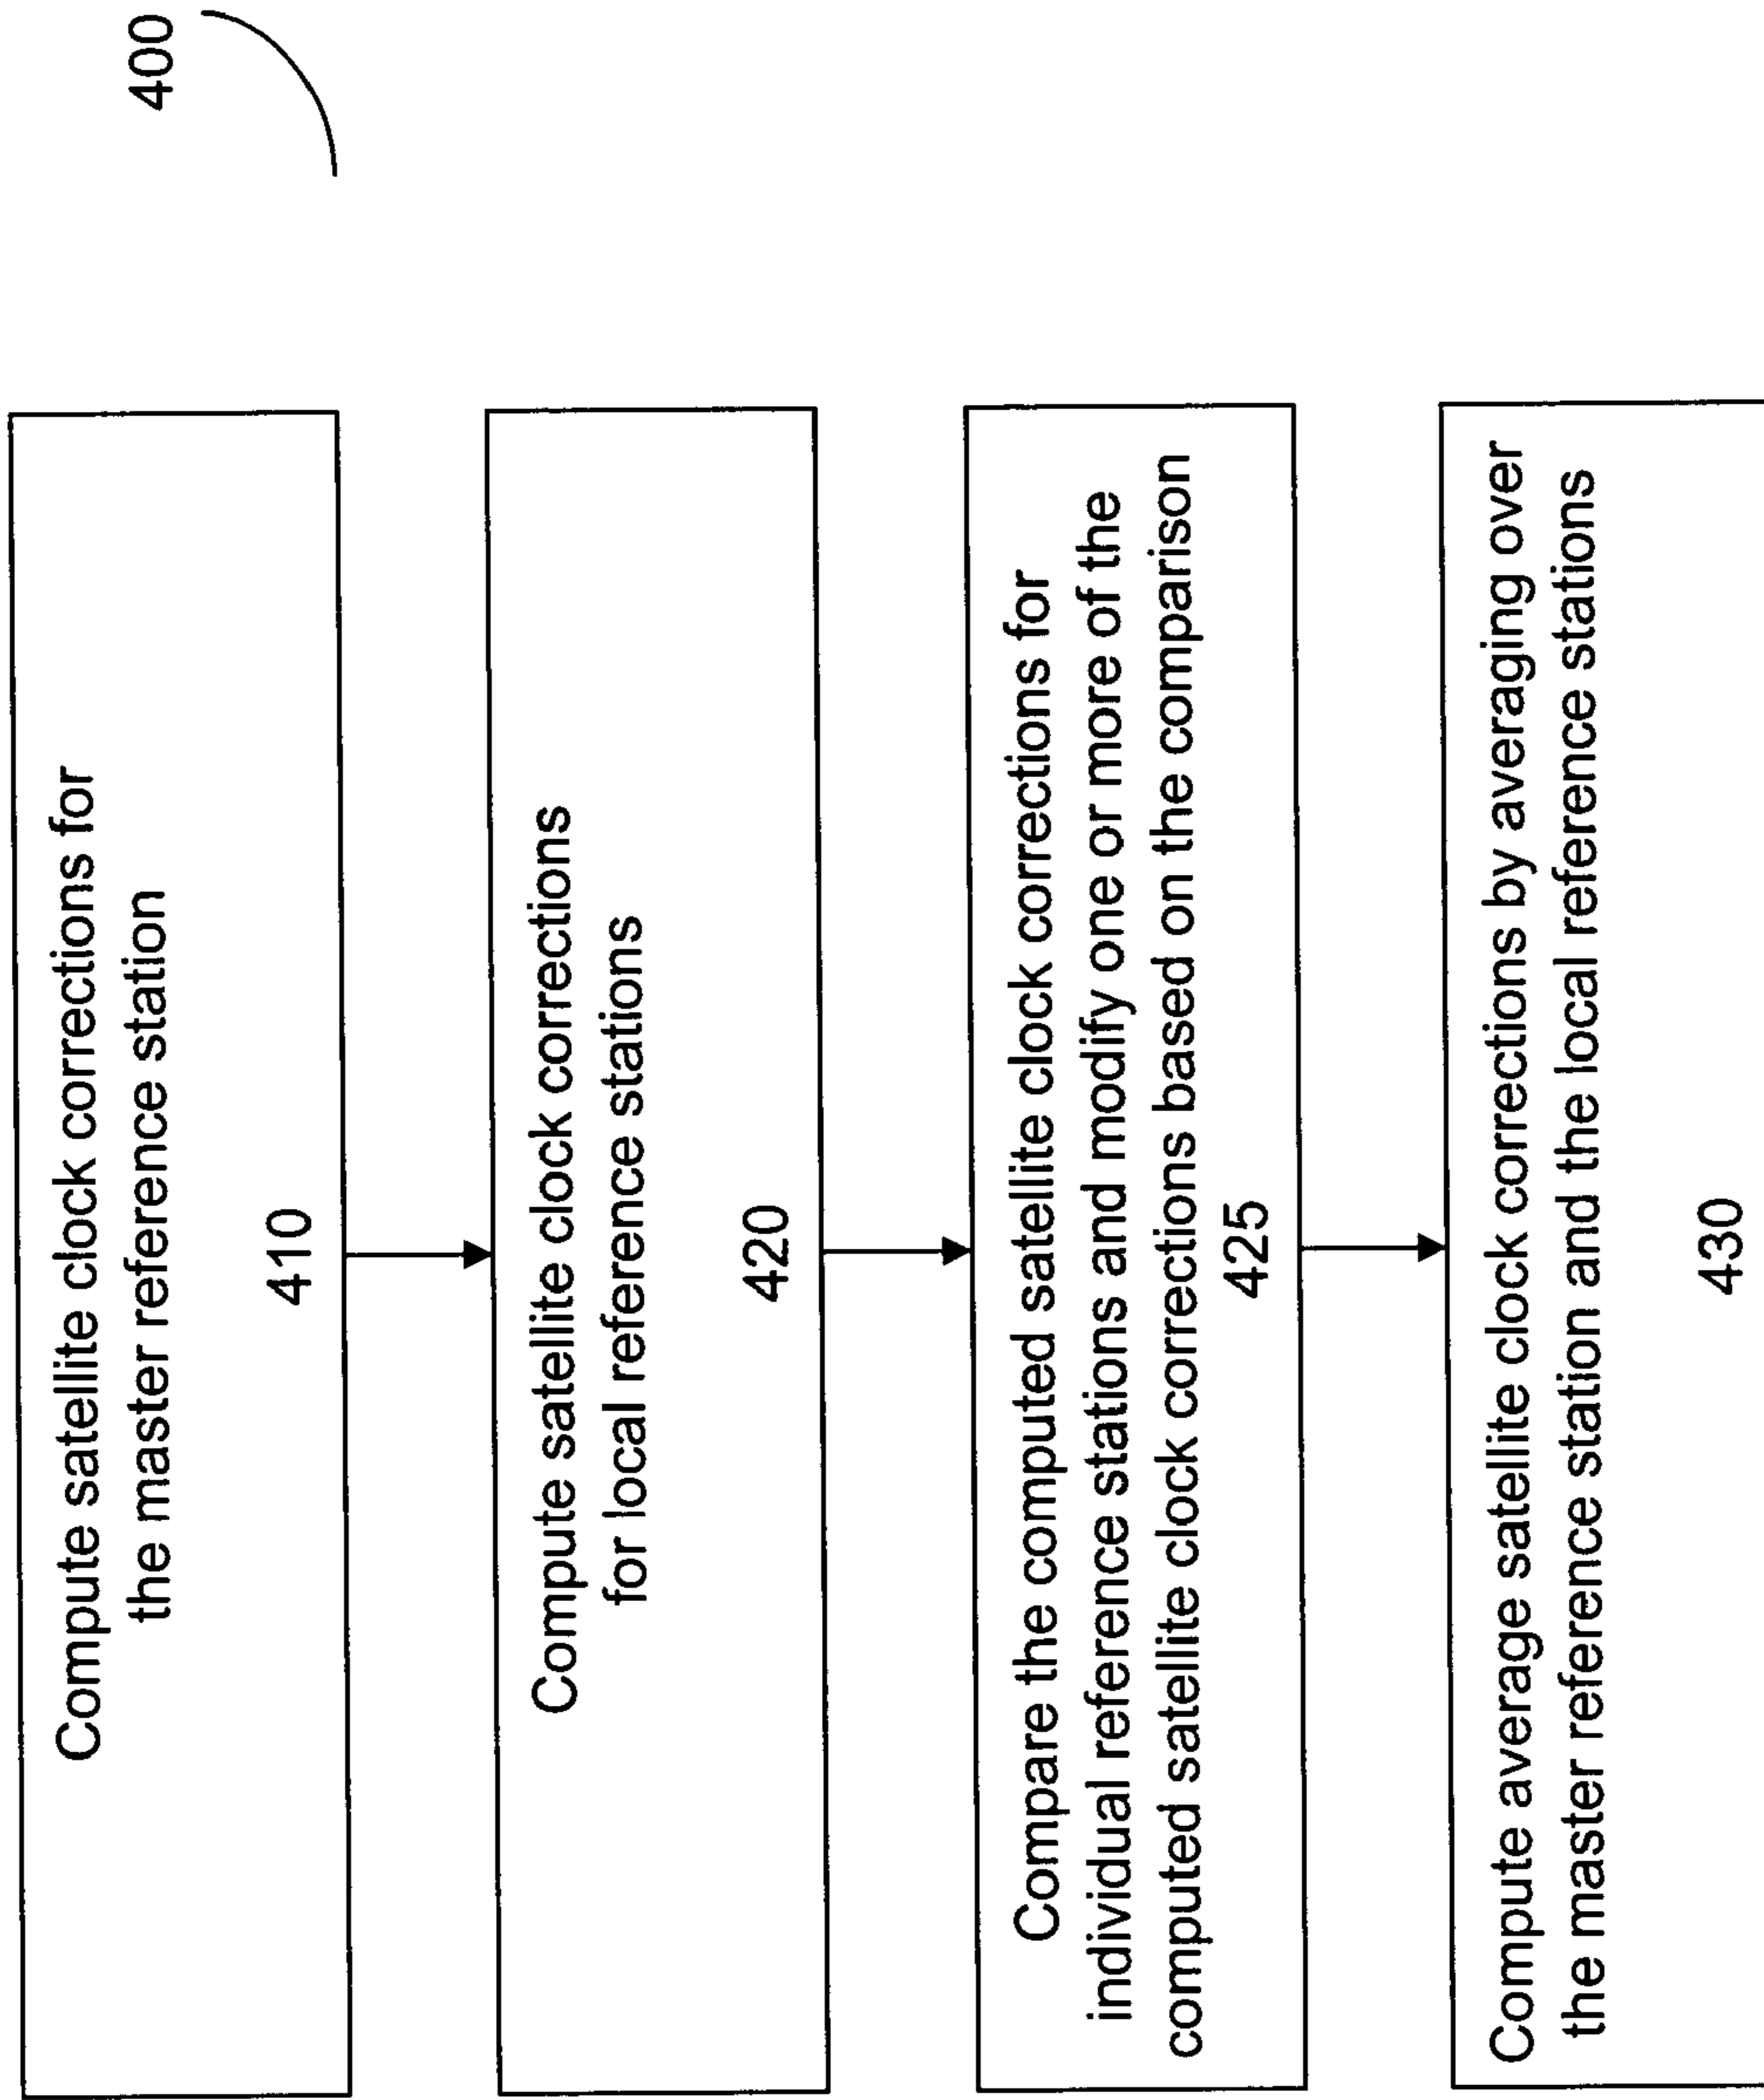 400
Compute satellite clock corrections for
the master reference station
410
Compute satellite clock corrections
for local reference stations
420
Compare the computed satellite clock corrections for
individual reference stations and modify one or more of the
computed satellite clock corrections based on the comparison
425
Compute average satellite clock corrections by averaging over
the master reference station and the local reference stations
430